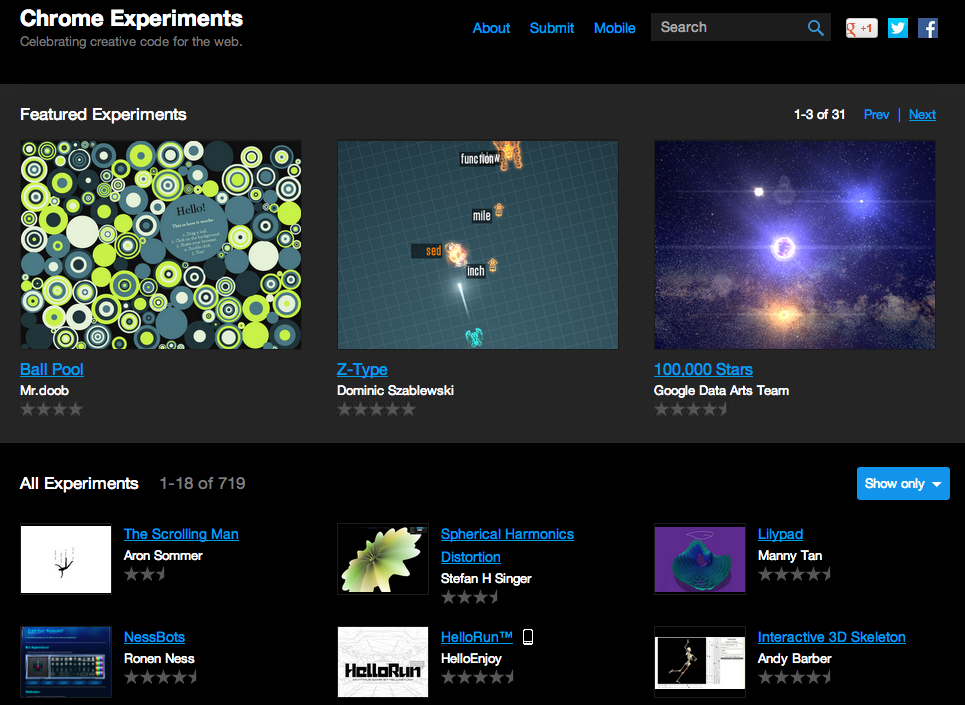 Chrome Experiments
Celebrating creative code for the web.
About Submit Mobile Search +1
Featured Experiments
1-3 of 31 Prev | Next
Hello!
This is how it works:
1. Drag a ball.
2. Click on the background.
3. Shake your browser.
4. Double click.
5. Play!
function
mile
sed
inch
Ball Pool
Mr.doob
Z-Type
Dominic Szablewski
100,000 Stars
Google Data Arts Team
All Experiments 1-18 of 719
Show only
The Scrolling Man
Aron Sommer
Spherical Harmonics
Distortion
Stefan H Singer
Lilypad
Manny Tan
NessBots
Ronen Ness
HelloRun
HelloRun™
HelloEnjoy
Interactive 3D Skeleton
Andy Barber